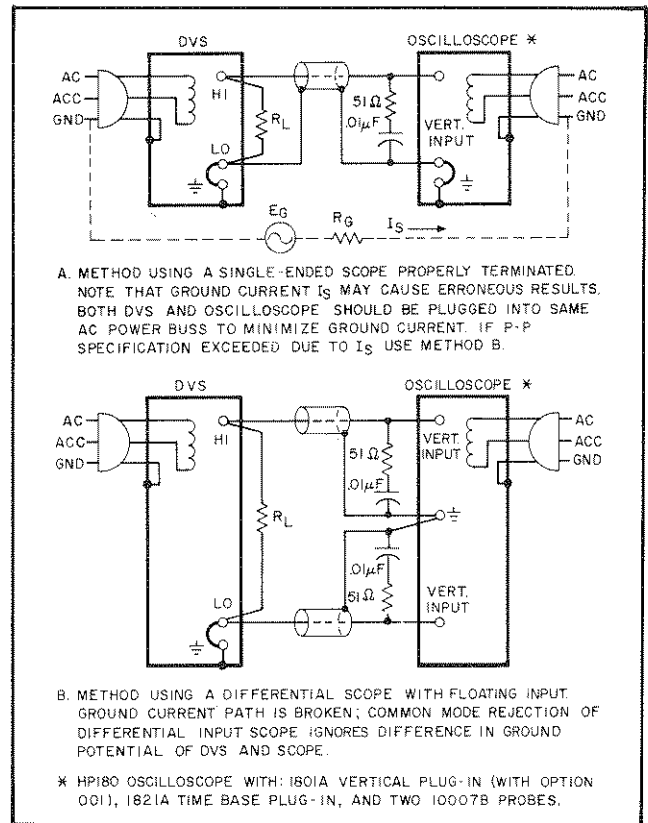 DVS
OSCILLOSCOPE *
AC
ACC
GND
HI
RL
LO
51Ω
.01μF
VERT.
INPUT
AC
ACC
GND
EG
RG
IS
A. METHOD USING A SINGLE-ENDED SCOPE PROPERLY TERMINATED.
NOTE THAT GROUND CURRENT IS MAY CAUSE ERRONEOUS RESULTS.
BOTH DVS AND OSCILLOSCOPE SHOULD BE PLUGGED INTO SAME
AC POWER BUSS TO MINIMIZE GROUND CURRENT. IF P-P
SPECIFICATION EXCEEDED DUE TO IS USE METHOD B.
DVS
OSCILLOSCOPE *
AC
ACC
GND
HI
RL
LO
51Ω
.01μF
.01μF
51Ω
VERT.
INPUT
VERT.
INPUT
AC
ACC
GND
B. METHOD USING A DIFFERENTIAL SCOPE WITH FLOATING INPUT.
GROUND CURRENT PATH IS BROKEN; COMMON MODE REJECTION OF
DIFFERENTIAL INPUT SCOPE IGNORES DIFFERENCE IN GROUND
POTENTIAL OF DVS AND SCOPE.
* HP180 OSCILLOSCOPE WITH: 1801A VERTICAL PLUG-IN (WITH OPTION
001), 1821A TIME BASE PLUG-IN, AND TWO 10007B PROBES.